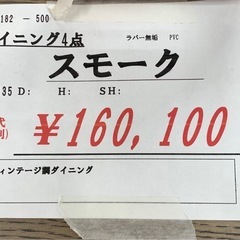 182 - 500
イニング4点
ラバー無垢 PVC
スモーク
35 D: H: SH:
¥160,100
ィンテージ調ダイニング